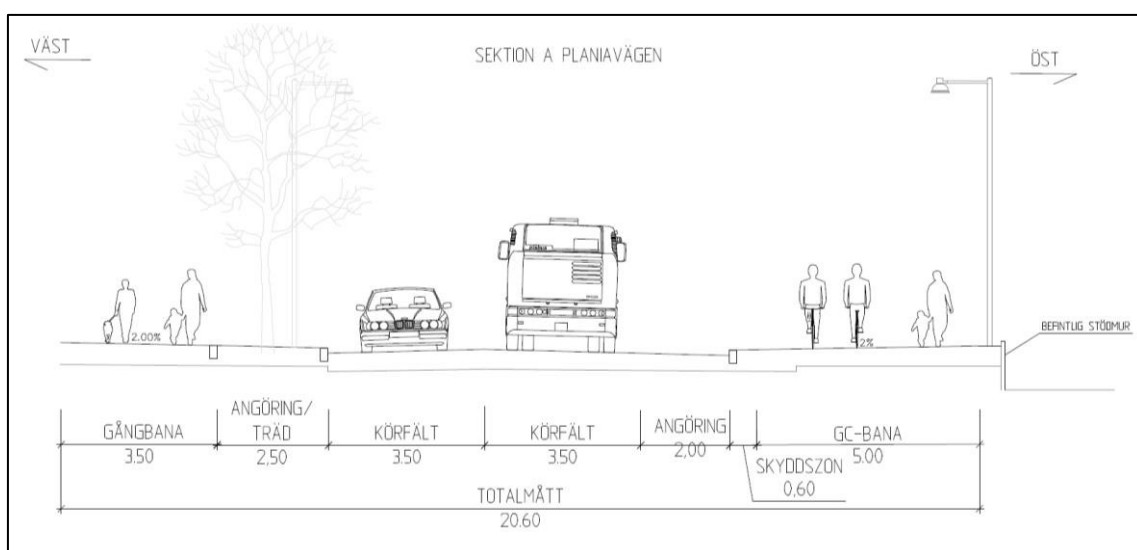 VÄST
SEKTION A PLANIAVÄGEN
ÖST
2.00%
2%
BEFINTLIG STÖDMUR
GÅNGBANA
3.50
ANGÖRING/
TRÄD
2,50
KÖRFÄLT
3.50
KÖRFÄLT
3.50
ANGÖRING
2,00
SKYDDSZON
0,60
GC-BANA
5.00
TOTALMÅTT
20.60